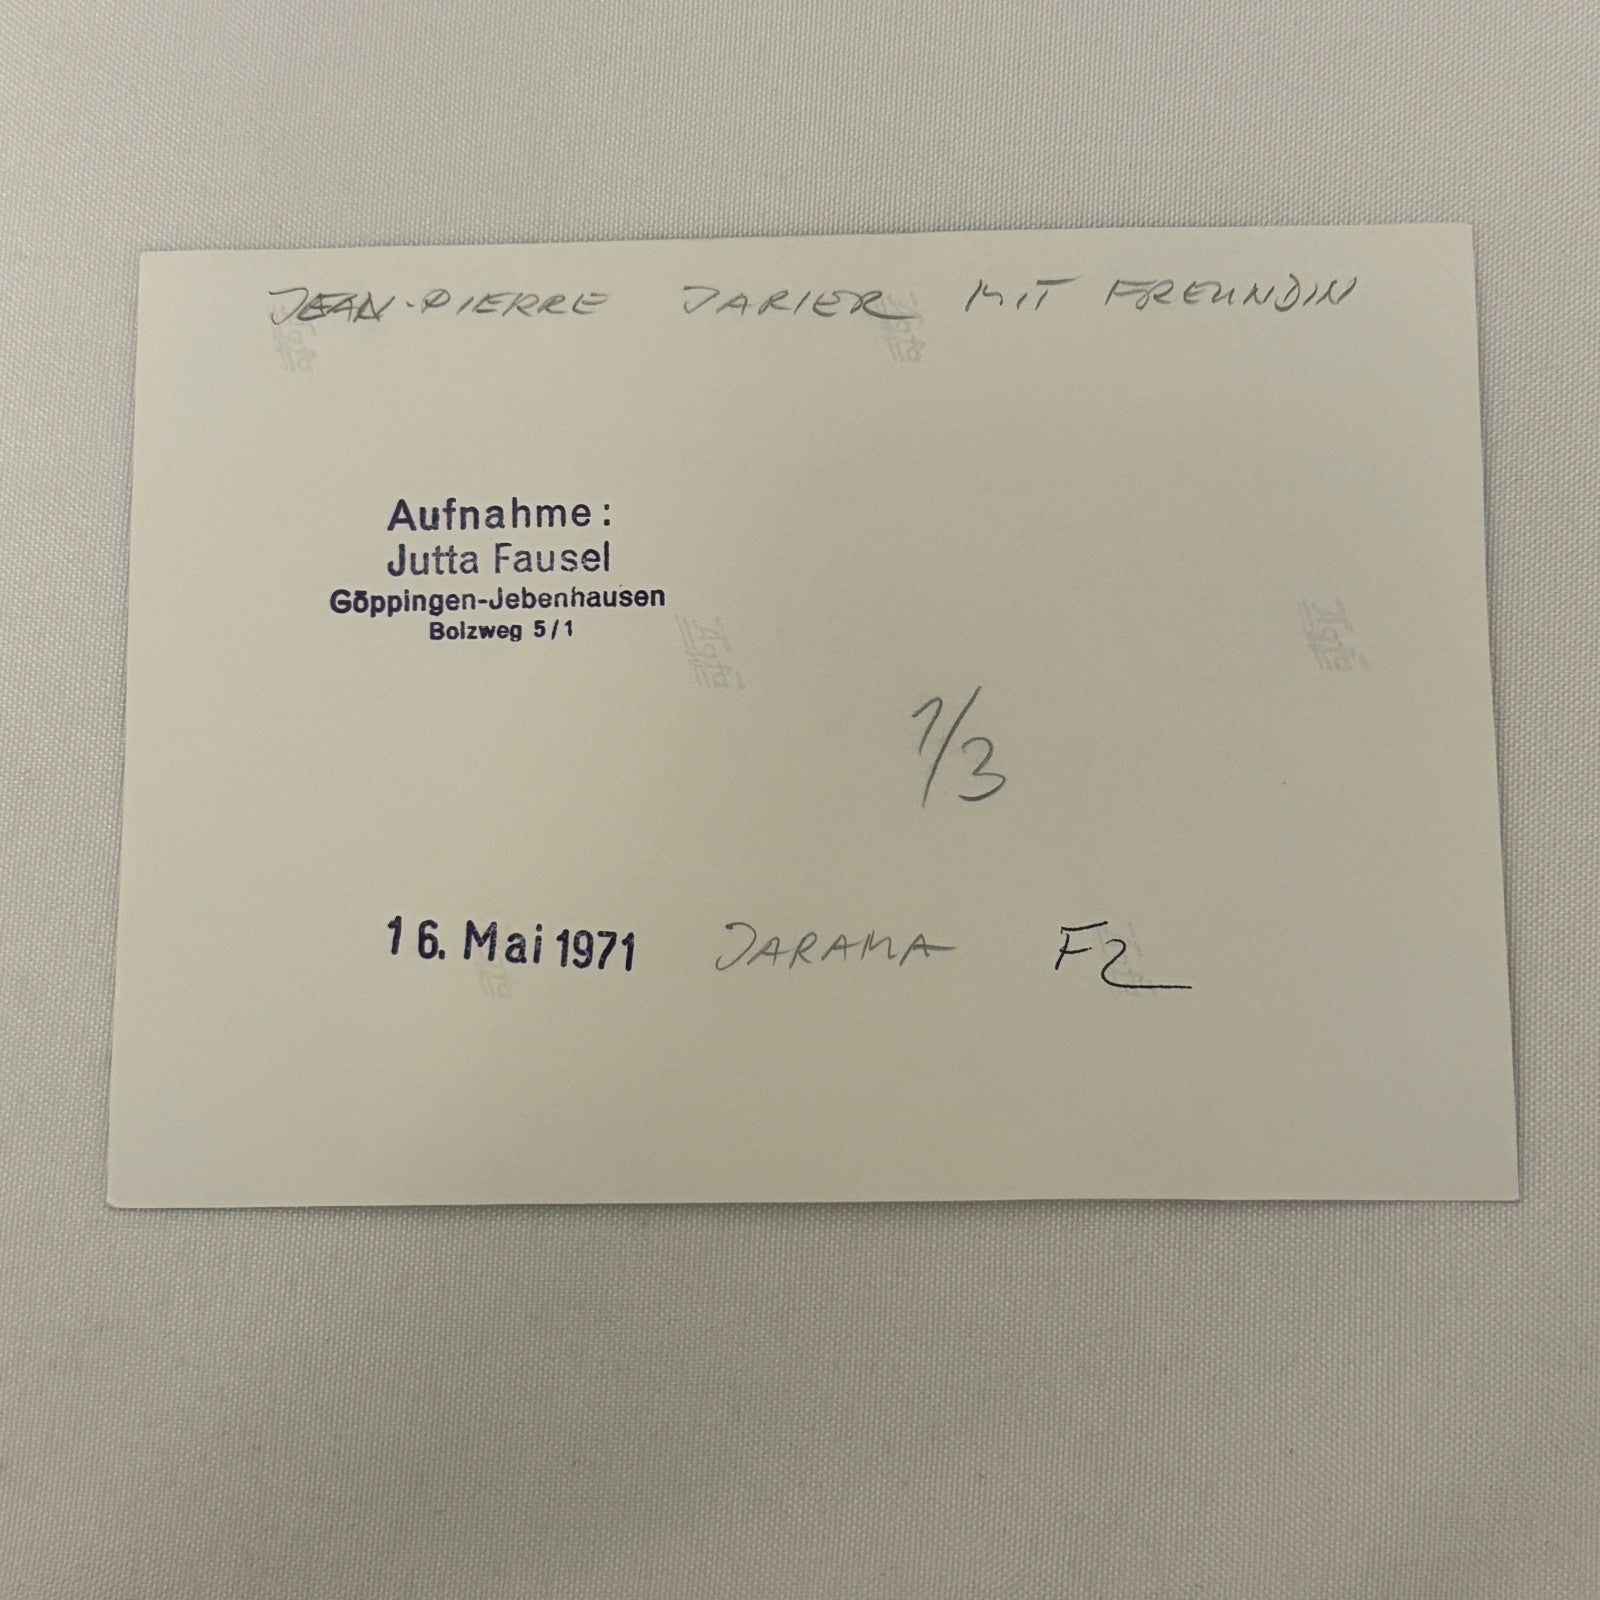 JEAN-PIERRE JARIER MIT FREUNDIN
Aufnahme:
Jutta Fausel
Göppingen-Jebenhausen
Bolzweg 5/1
1/3
16. Mai 1971 JARAMA F2